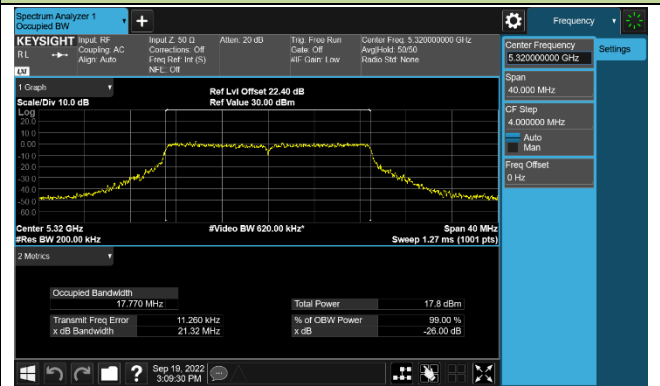 Spectrum Analyzer 1
Occupied BW
Frequency
KEYSIGHT
RL
LXI
Input: RF
Coupling: AC
Align: Auto
Input Z: 50 Ω
Corrections: Off
Freq Ref: Int (S)
NFE: Off
Atten: 20 dB
Trig: Free Run
Gate: Off
#IF Gain: Low
Center Freq: 5.320000000 GHz
Avg|Hold: 50/50
Radio Std: None
Center Frequency
5.320000000 GHz
Settings
Span
40.000 MHz
CF Step
4.000000 MHz
Auto
Man
Freq Offset
0 Hz
1 Graph
Scale/Div 10.0 dB
Ref Lvl Offset 22.40 dB
Ref Value 30.00 dBm
Log
20.0
10.0
0.00
-10.0
-20.0
-30.0
-40.0
-50.0
-60.0
Center 5.32 GHz
#Res BW 200.00 kHz
#Video BW 620.00 kHz*
Span 40 MHz
Sweep 1.27 ms (1001 pts)
2 Metrics
Occupied Bandwidth
17.770 MHz
Total Power 17.8 dBm
Transmit Freq Error 11.260 kHz
% of OBW Power 99.00 %
x dB Bandwidth 21.32 MHz
x dB -26.00 dB
?
Sep 19, 2022
3:09:30 PM